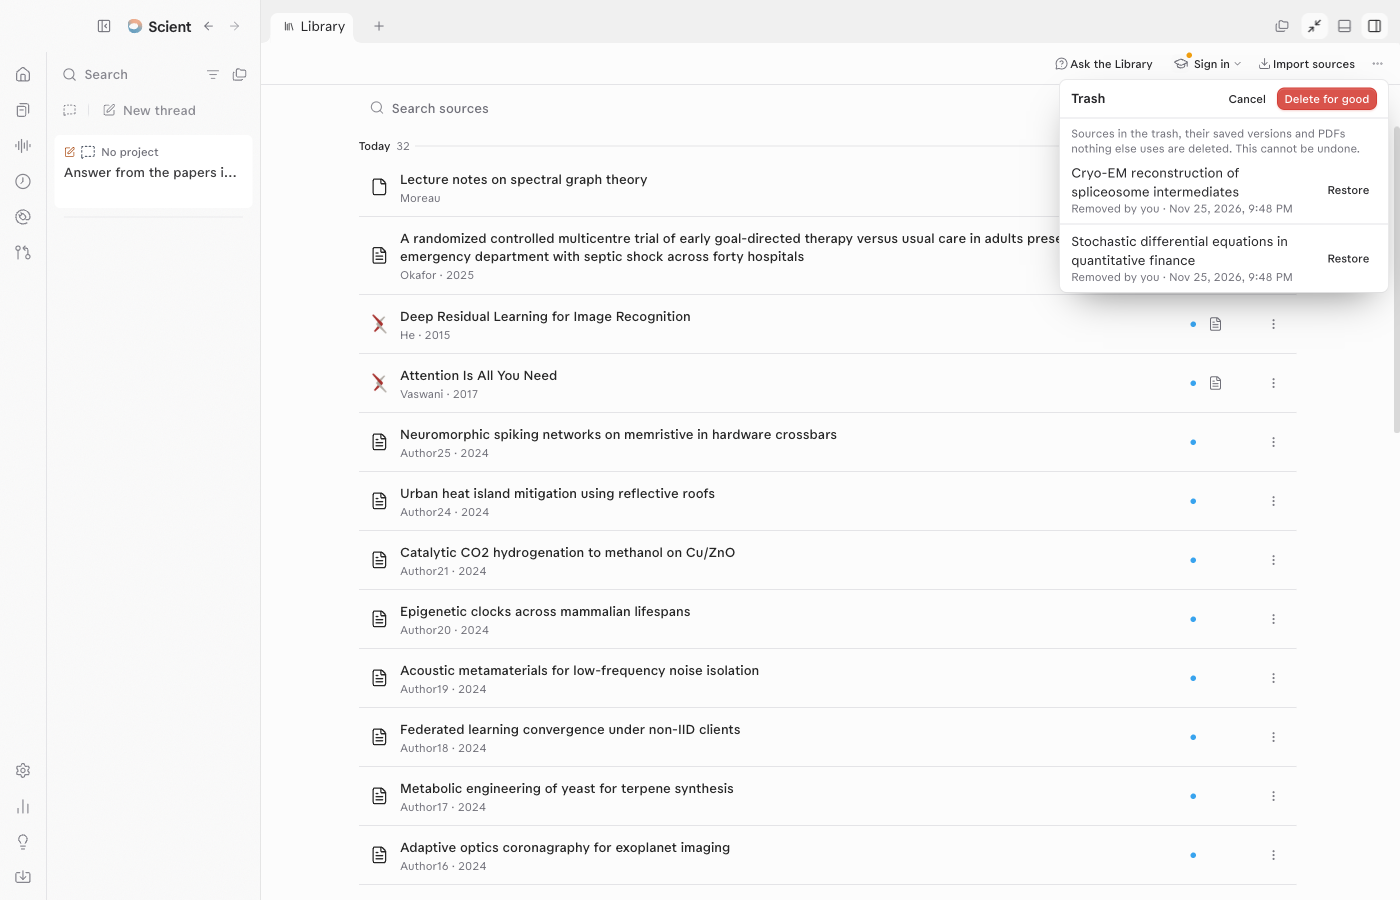 Scient
Library
Search
New thread
No project
Answer from the papers i...
Ask the Library
Sign in
Import sources
Search sources
Today 32
Lecture notes on spectral graph theory
Moreau
A randomized controlled multicentre trial of early goal-directed therapy versus usual care in adults prese
emergency department with septic shock across forty hospitals
Okafor · 2025
Deep Residual Learning for Image Recognition
He · 2015
Attention Is All You Need
Vaswani · 2017
Neuromorphic spiking networks on memristive in hardware crossbars
Author25 · 2024
Urban heat island mitigation using reflective roofs
Author24 · 2024
Catalytic CO2 hydrogenation to methanol on Cu/ZnO
Author21 · 2024
Epigenetic clocks across mammalian lifespans
Author20 · 2024
Acoustic metamaterials for low-frequency noise isolation
Author19 · 2024
Federated learning convergence under non-IID clients
Author18 · 2024
Metabolic engineering of yeast for terpene synthesis
Author17 · 2024
Adaptive optics coronagraphy for exoplanet imaging
Author16 · 2024
Trash
Cancel
Delete for good
Sources in the trash, their saved versions and PDFs
nothing else uses are deleted. This cannot be undone.
Cryo-EM reconstruction of
spliceosome intermediates
Removed by you · Nov 25, 2026, 9:48 PM
Restore
Stochastic differential equations in
quantitative finance
Removed by you · Nov 25, 2026, 9:48 PM
Restore